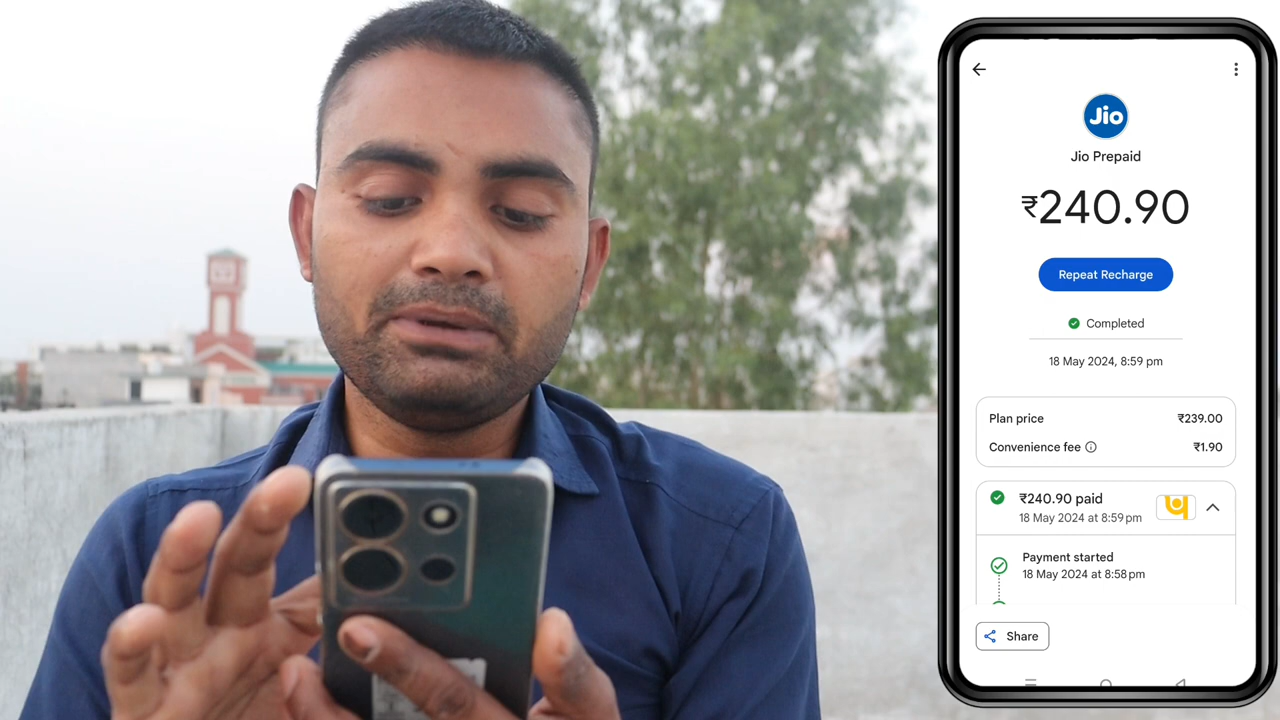 Jio
Jio Prepaid
₹240.90
Repeat Recharge
Completed
18 May 2024, 8:59 pm
Plan price ₹239.00
Convenience fee ₹1.90
₹240.90 paid
18 May 2024 at 8:59 pm
Payment started
18 May 2024 at 8:58 pm
Share